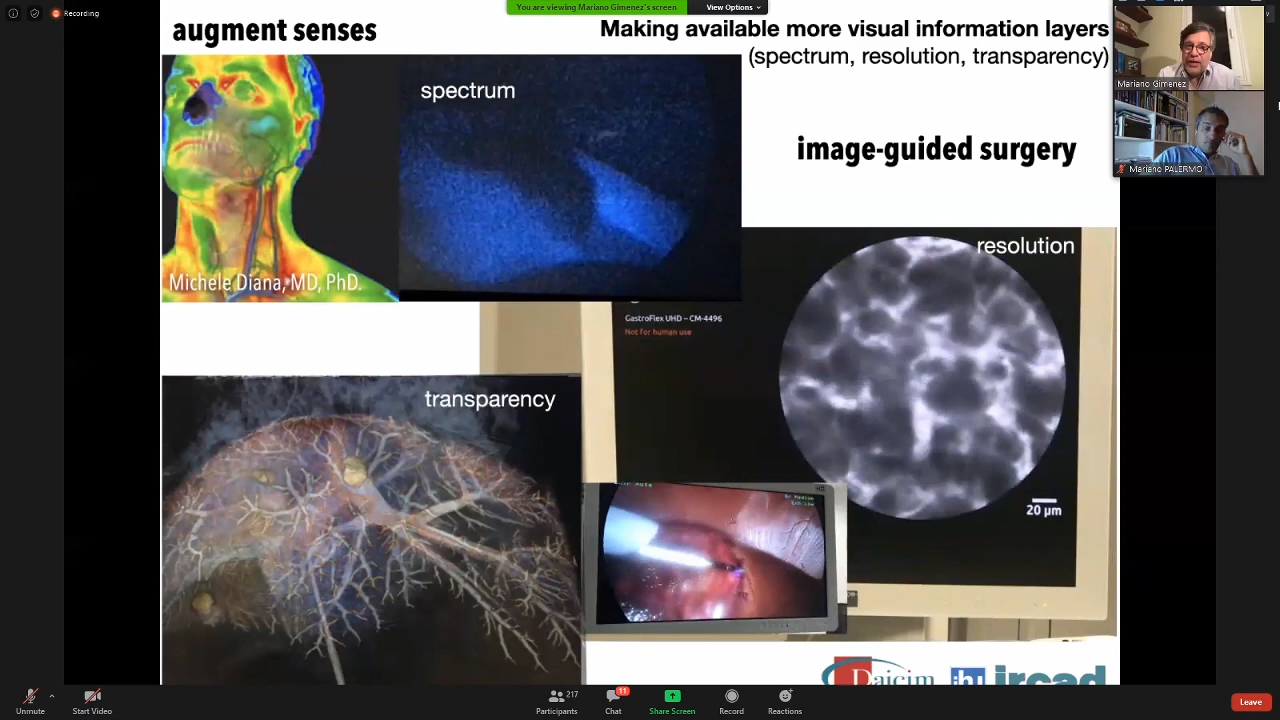 Recording
You are viewing Mariano Gimenez's screen
View Options
augment senses
Making available more visual information layers
(spectrum, resolution, transparency)
spectrum
image-guided surgery
Mariano Gimenez
Mariano PALERMO
Michele Diana, MD, PhD.
resolution
GastroFlex UHD – CM-4496
Not for human use
transparency
20 µm
Daicim
ihu
ircad
Unmute
Start Video
217
Participants
11
Chat
Share Screen
Record
Reactions
Leave